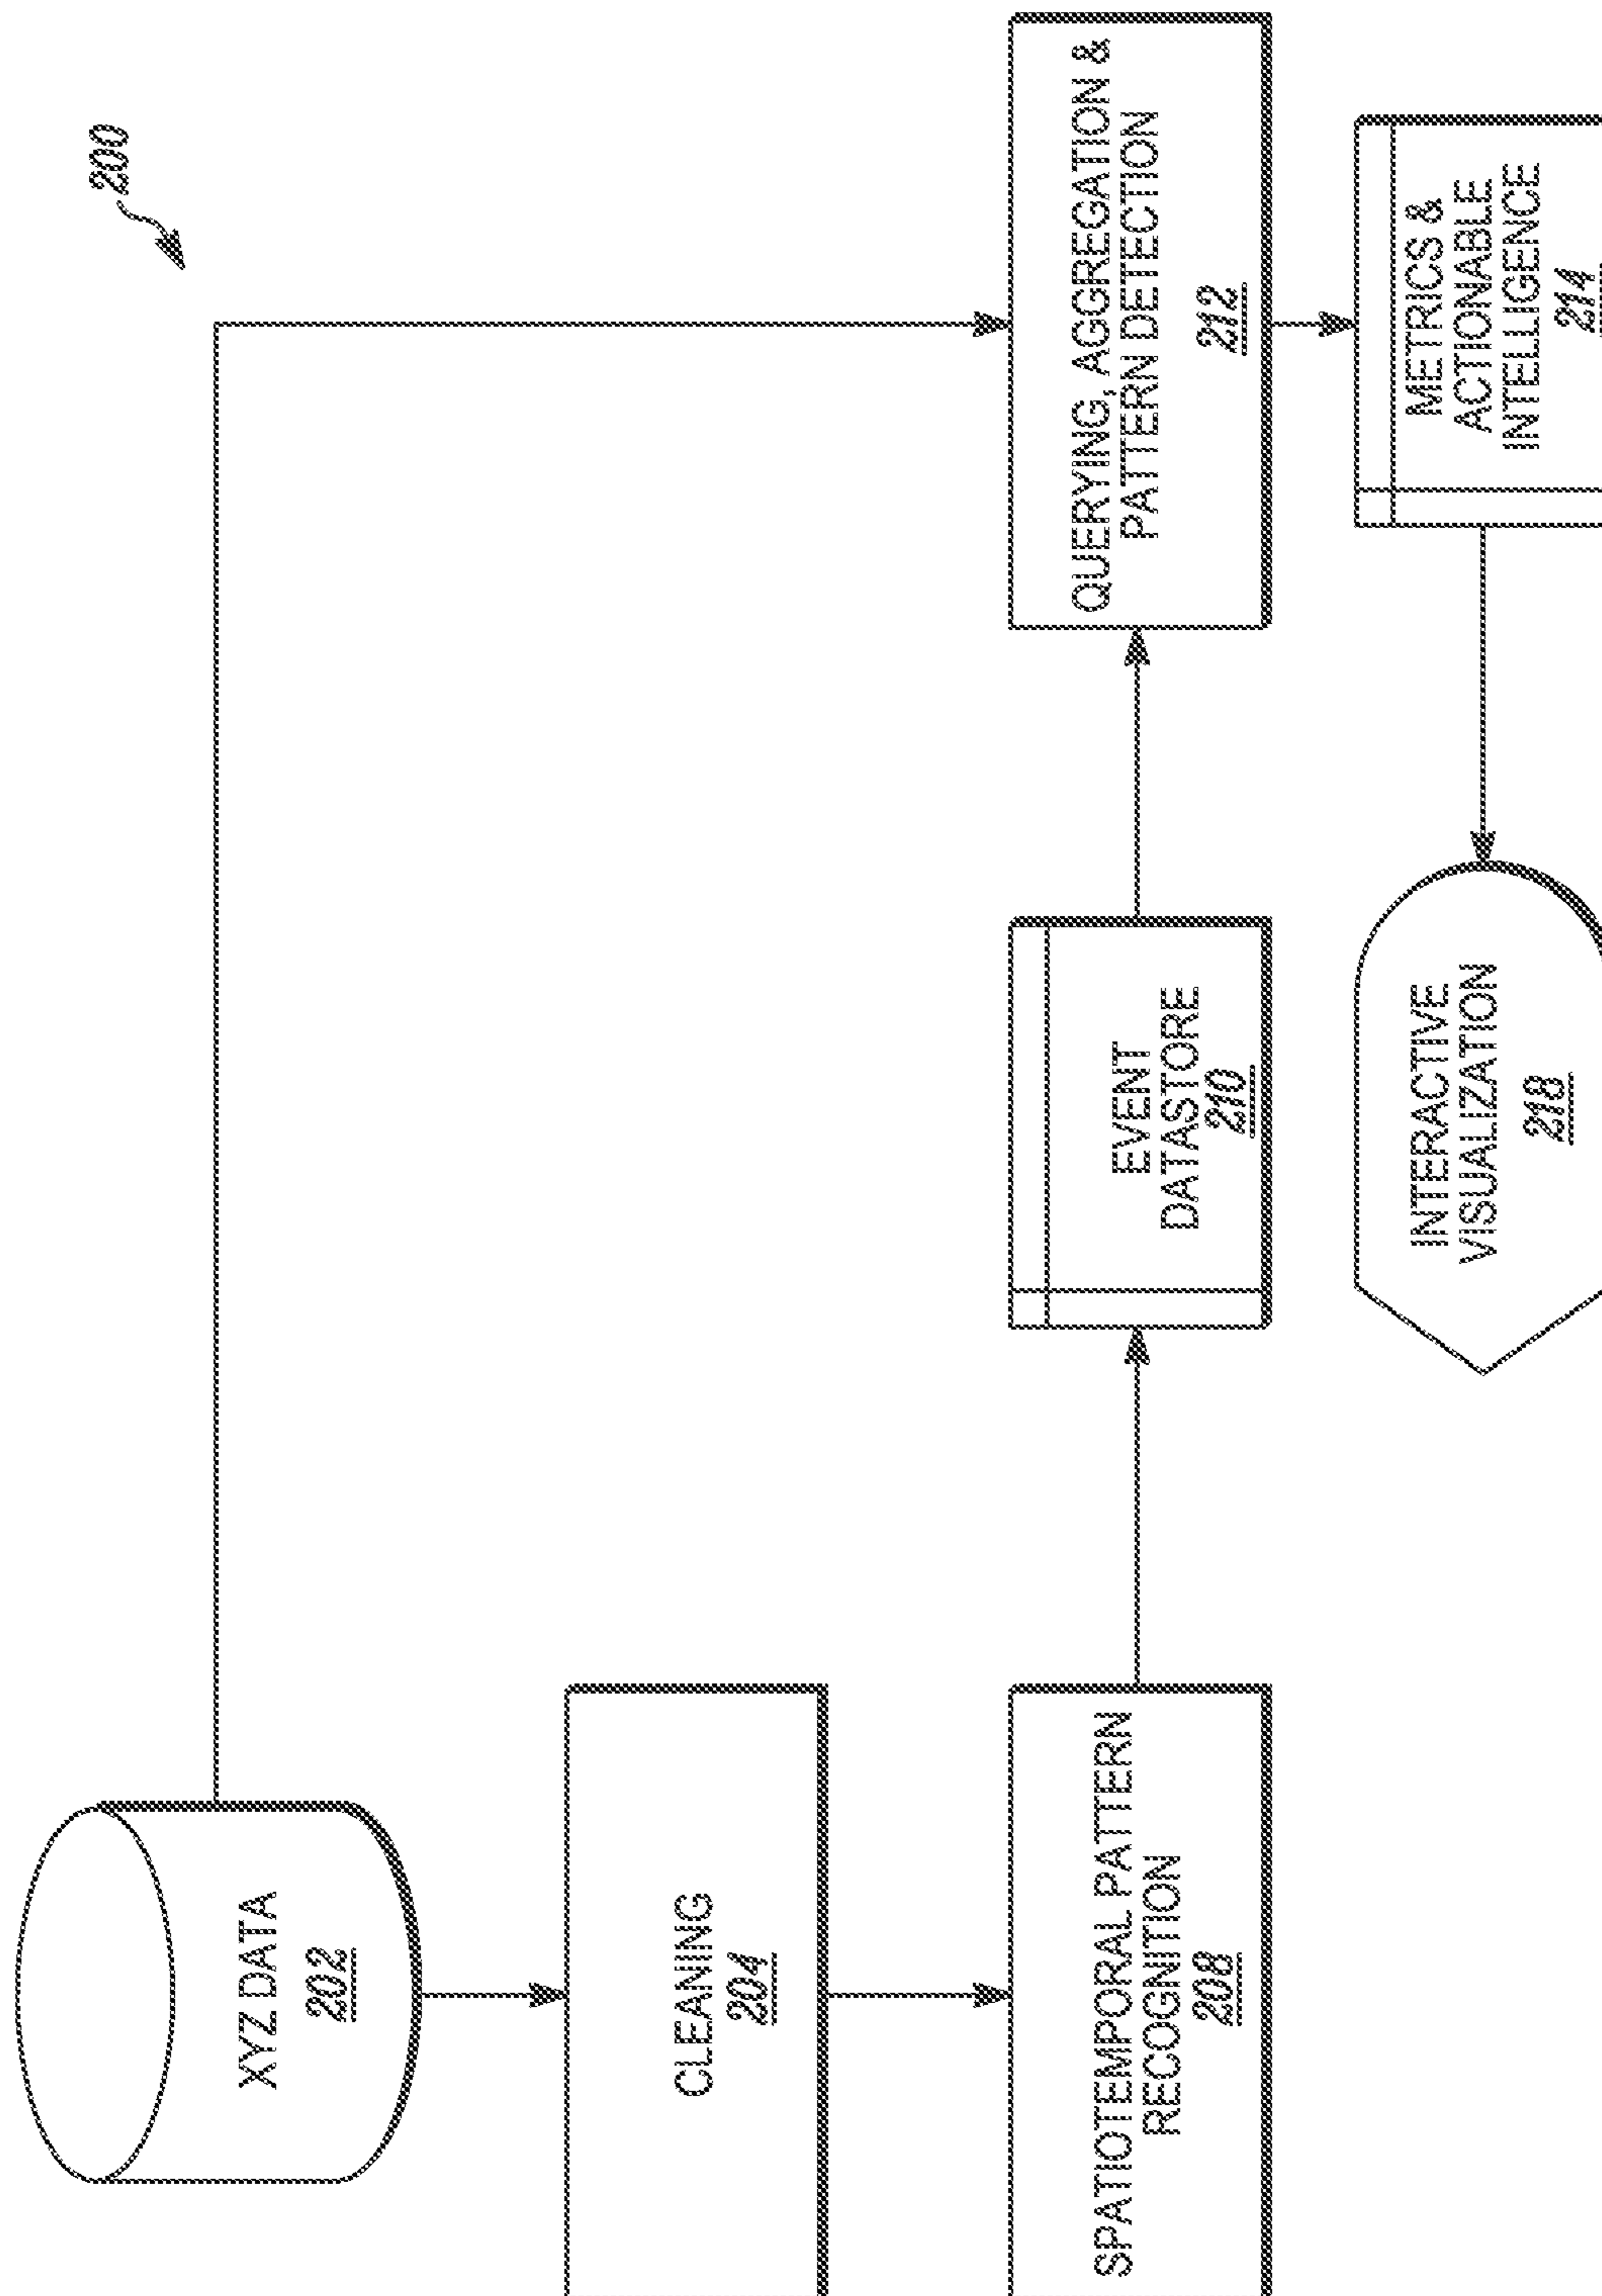 200
XYZ DATA
202
CLEANING
204
SPATIOTEMPORAL PATTERN
RECOGNITION
208
EVENT
DATASTORE
210
QUERYING, AGGREGATION &
PATTERN DETECTION
212
METRICS &
ACTIONABLE
INTELLIGENCE
214
INTERACTIVE
VISUALIZATION
218